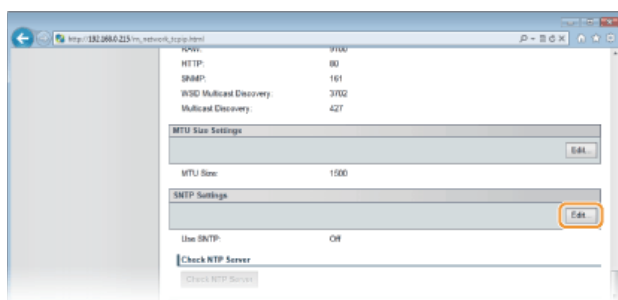 http://192.168.0.215/m_network_tcpip.html
RAW: 9100
HTTP: 80
SNMP: 161
WSD Multicast Discovery: 3702
Multicast Discovery: 427
MTU Size Settings
Edit...
MTU Size: 1500
SNTP Settings
Edit...
Use SNTP: Off
Check NTP Server
Check NTP Server